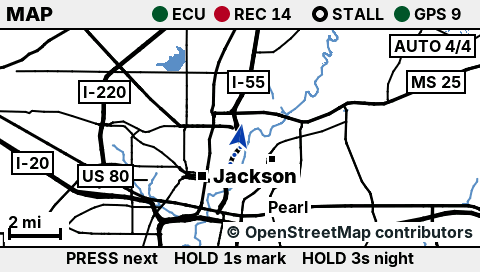 MAP ECU REC 14 STALL GPS 9
AUTO 4/4
I-55 MS 25
I-220
I-20
US 80 Jackson
Pearl
2 mi
© OpenStreetMap contributors
PRESS next HOLD 1s mark HOLD 3s night